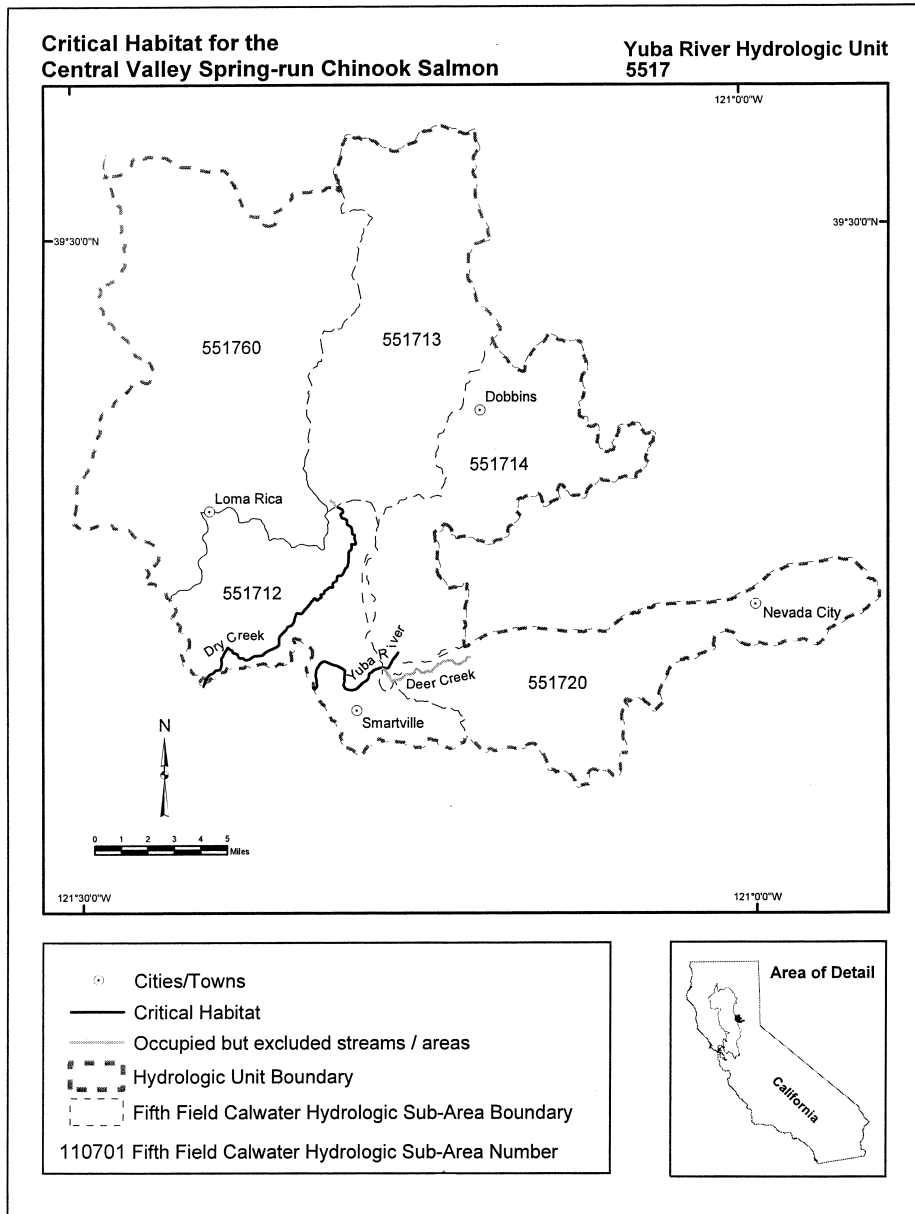 Critical Habitat for the
Central Valley Spring-run Chinook Salmon
Yuba River Hydrologic Unit
5517
121°0'0"W
39°30'0"N
39°30'0"N
551760
551713
Dobbins
551714
Loma Rica
551712
Dry Creek
Nevada City
Yuba River
Deer Creek
551720
Smartville
N
0 1 2 3 4 5
Miles
121°30'0"W
121°0'0"W
Cities/Towns
Critical Habitat
Occupied but excluded streams / areas
Hydrologic Unit Boundary
Fifth Field Calwater Hydrologic Sub-Area Boundary
110701 Fifth Field Calwater Hydrologic Sub-Area Number
Area of Detail
California